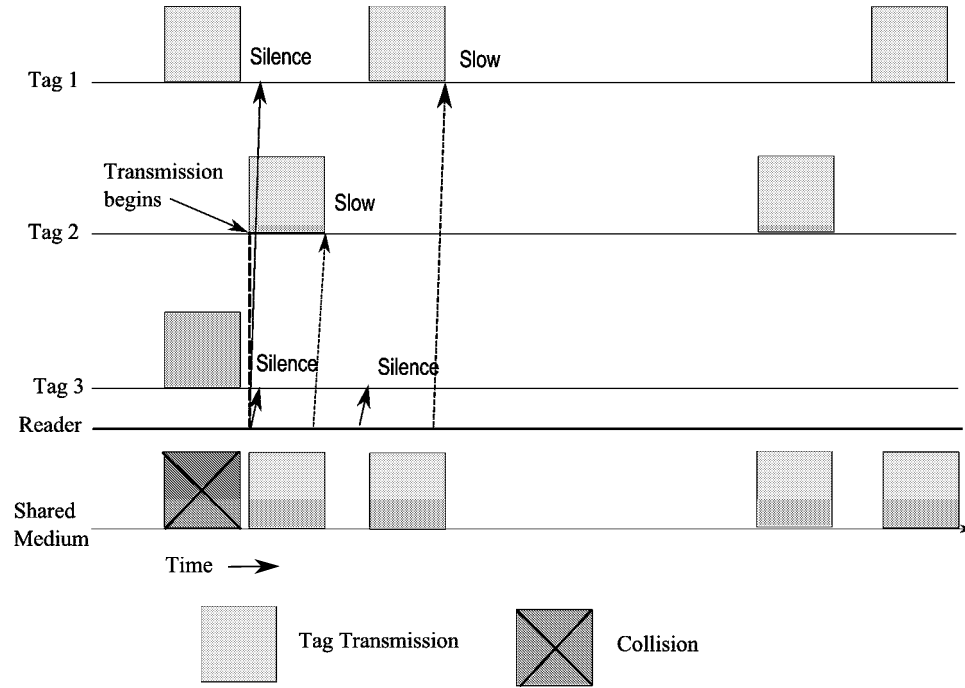 Silence
Slow
Tag 1
Transmission
begins
Slow
Tag 2
Silence
Silence
Tag 3
Reader
Shared
Medium
Time
Tag Transmission
Collision